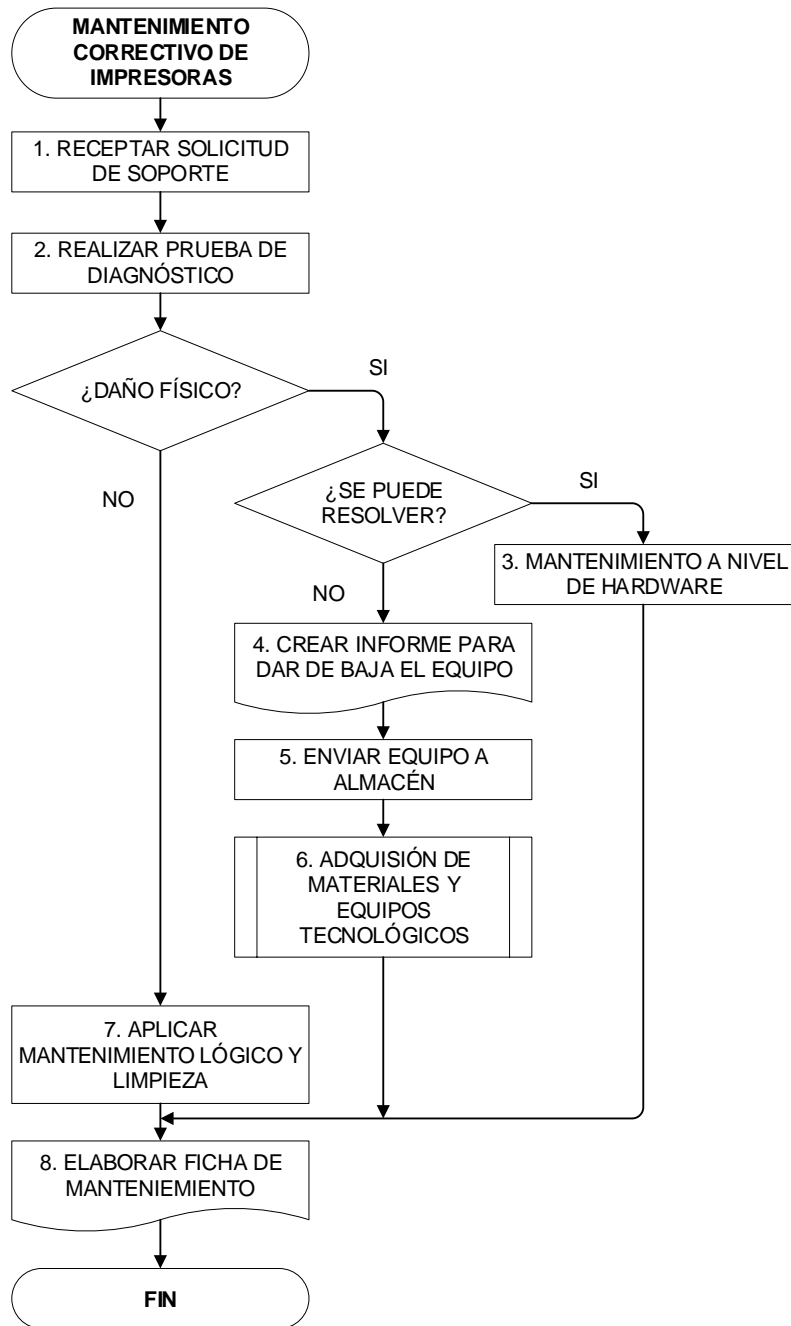 MANTENIMIENTO
CORRECTIVO DE
IMPRESORAS
1. RECEPTAR SOLICITUD
DE SOPORTE
2. REALIZAR PRUEBA DE
DIAGNÓSTICO
¿DAÑO FÍSICO?
SI
NO
¿SE PUEDE
RESOLVER?
SI
3. MANTENIMIENTO A NIVEL
DE HARDWARE
NO
4. CREAR INFORME PARA
DAR DE BAJA EL EQUIPO
5. ENVIAR EQUIPO A
ALMACÉN
6. ADQUISIÓN DE
MATERIALES Y
EQUIPOS
TECNOLÓGICOS
7. APLICAR
MANTENIMIENTO LÓGICO Y
LIMPIEZA
8. ELABORAR FICHA DE
MANTENIEMIENTO
FIN